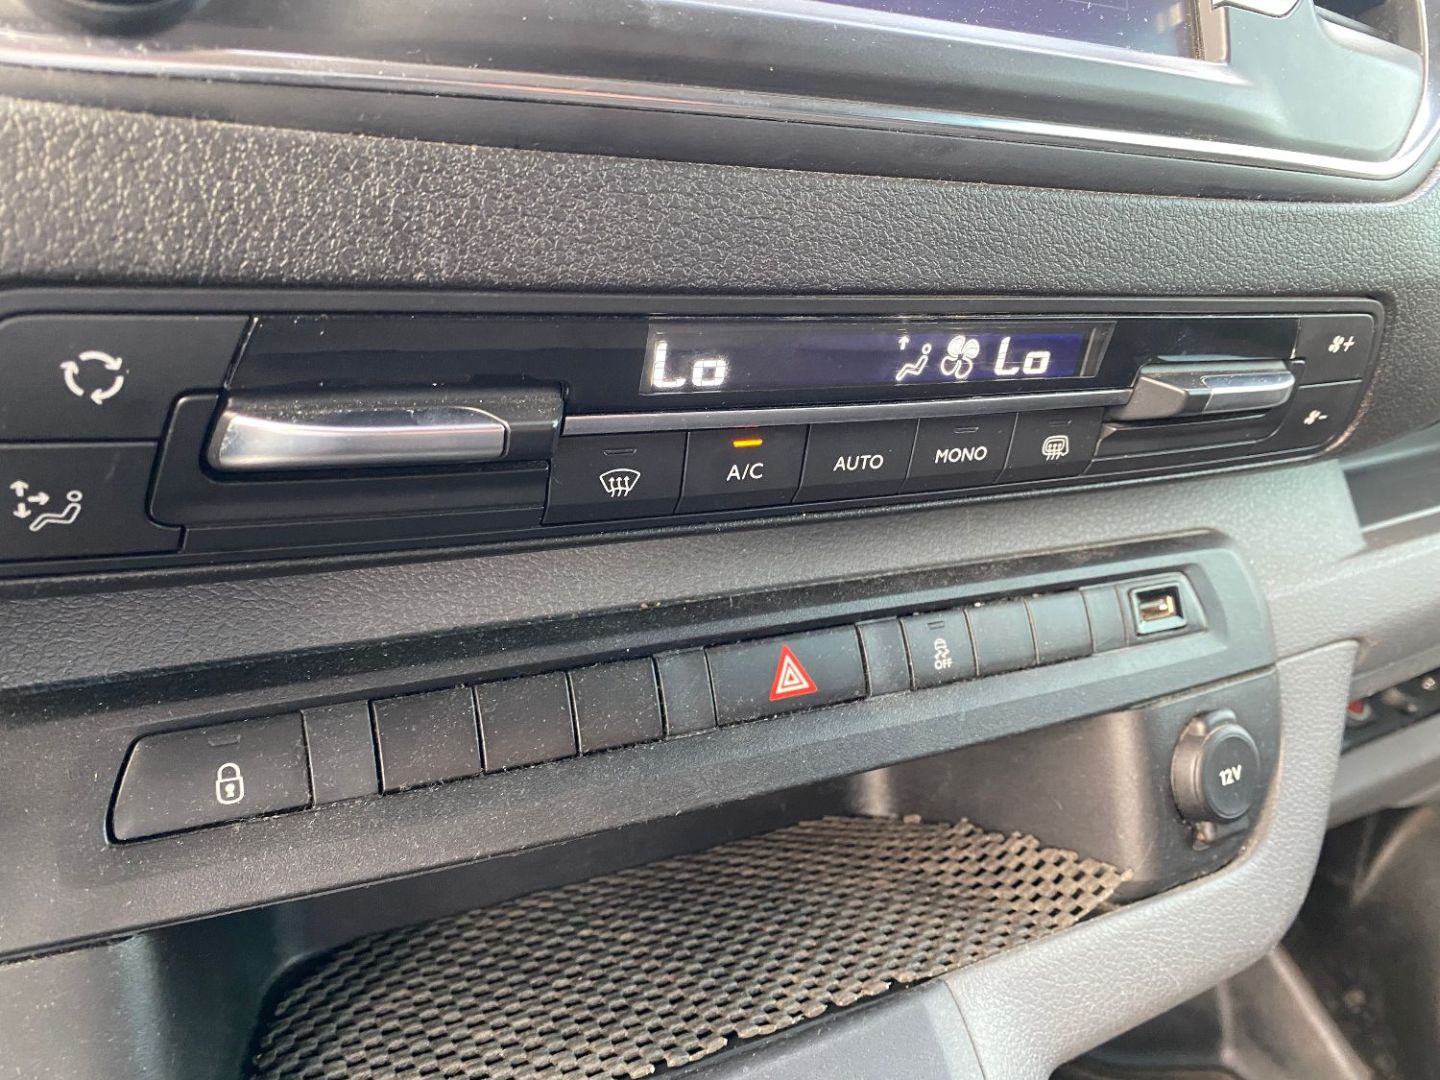 Lo Lo
A/C AUTO MONO
OFF
12V